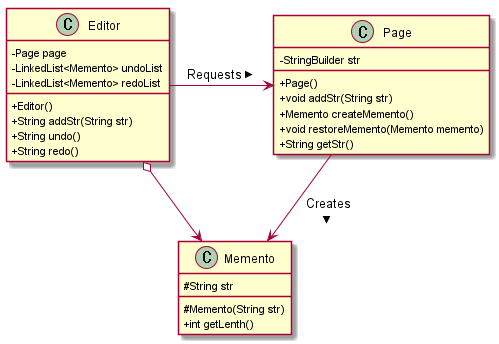 C Editor
-Page page
-LinkedList<Memento> undoList
-LinkedList<Memento> redoList
+Editor()
+String addStr(String str)
+String undo()
+String redo()
Requests
C Page
-StringBuilder str
+Page()
+void addStr(String str)
+Memento createMemento()
+void restoreMemento(Memento memento)
+String getStr()
Creates
C Memento
#String str
#Memento(String str)
+int getLenth()